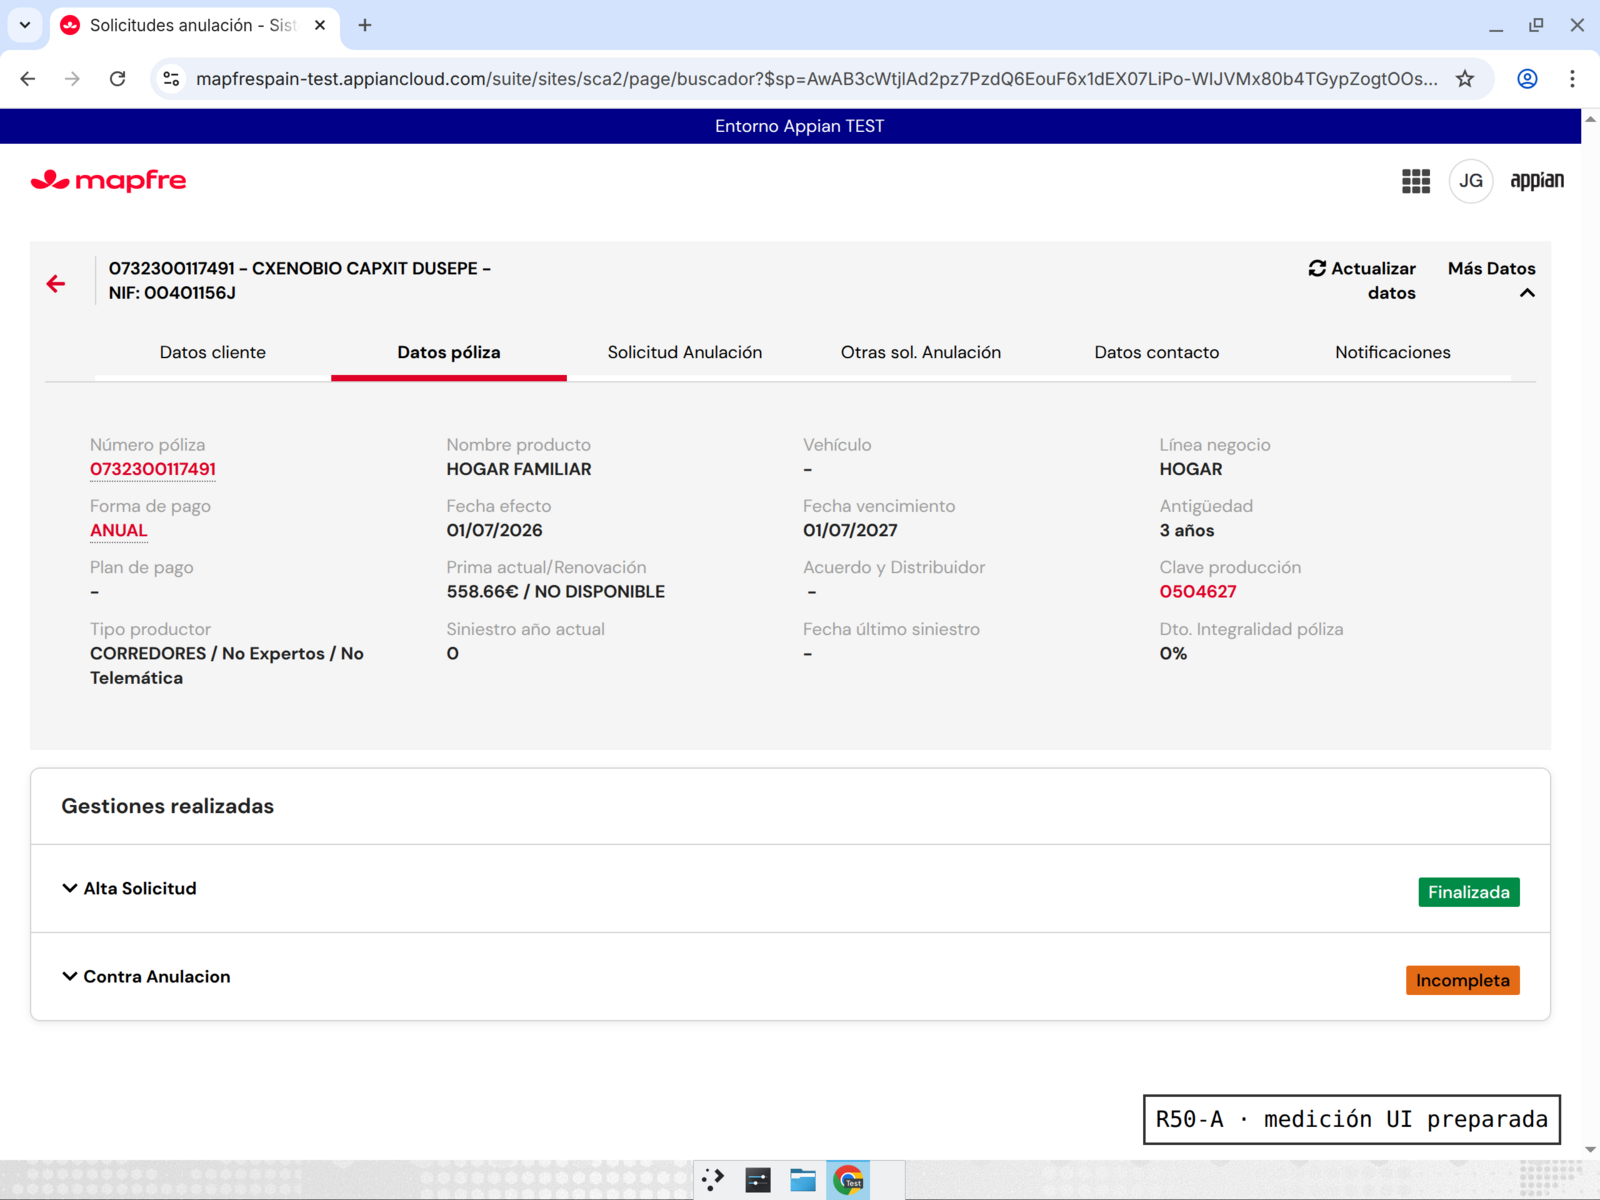 Solicitudes anulación - Sist
mapfrespain-test.appiancloud.com/suite/sites/sca2/page/buscador?$sp=AwAB3cWtjlAd2pz7PzdQ6EouF6x1dEX07LiPo-WIJVMx80b4TGypZogtOOs...
Entorno Appian TEST
mapfre
JG
appian
0732300117491 - CXENOBIO CAPXIT DUSEPE -
NIF: 00401156J
Actualizar
datos
Más Datos
Datos cliente
Datos póliza
Solicitud Anulación
Otras sol. Anulación
Datos contacto
Notificaciones
Número póliza
0732300117491
Nombre producto
HOGAR FAMILIAR
Vehículo
-
Línea negocio
HOGAR
Forma de pago
ANUAL
Fecha efecto
01/07/2026
Fecha vencimiento
01/07/2027
Antigüedad
3 años
Plan de pago
-
Prima actual/Renovación
558.66€ / NO DISPONIBLE
Acuerdo y Distribuidor
-
Clave producción
0504627
Tipo productor
CORREDORES / No Expertos / No
Telemática
Siniestro año actual
0
Fecha último siniestro
-
Dto. Integralidad póliza
0%
Gestiones realizadas
Alta Solicitud
Finalizada
Contra Anulacion
Incompleta
R50-A · medición UI preparada
Test